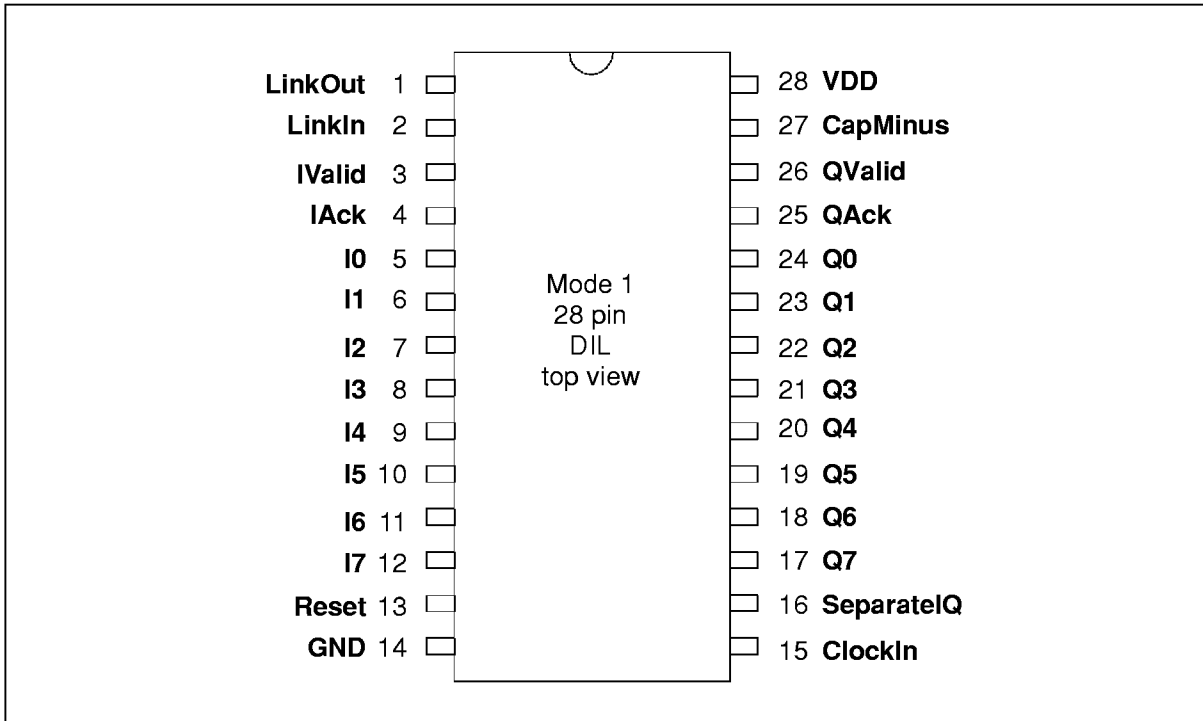 LinkOut 1
LinkIn 2
IValid 3
IAck 4
I0 5
I1 6
I2 7
I3 8
I4 9
I5 10
I6 11
I7 12
Reset 13
GND 14
Mode 1
28 pin
DIL
top view
28 VDD
27 CapMinus
26 QValid
25 QAck
24 Q0
23 Q1
22 Q2
21 Q3
20 Q4
19 Q5
18 Q6
17 Q7
16 SeparateIQ
15 ClockIn